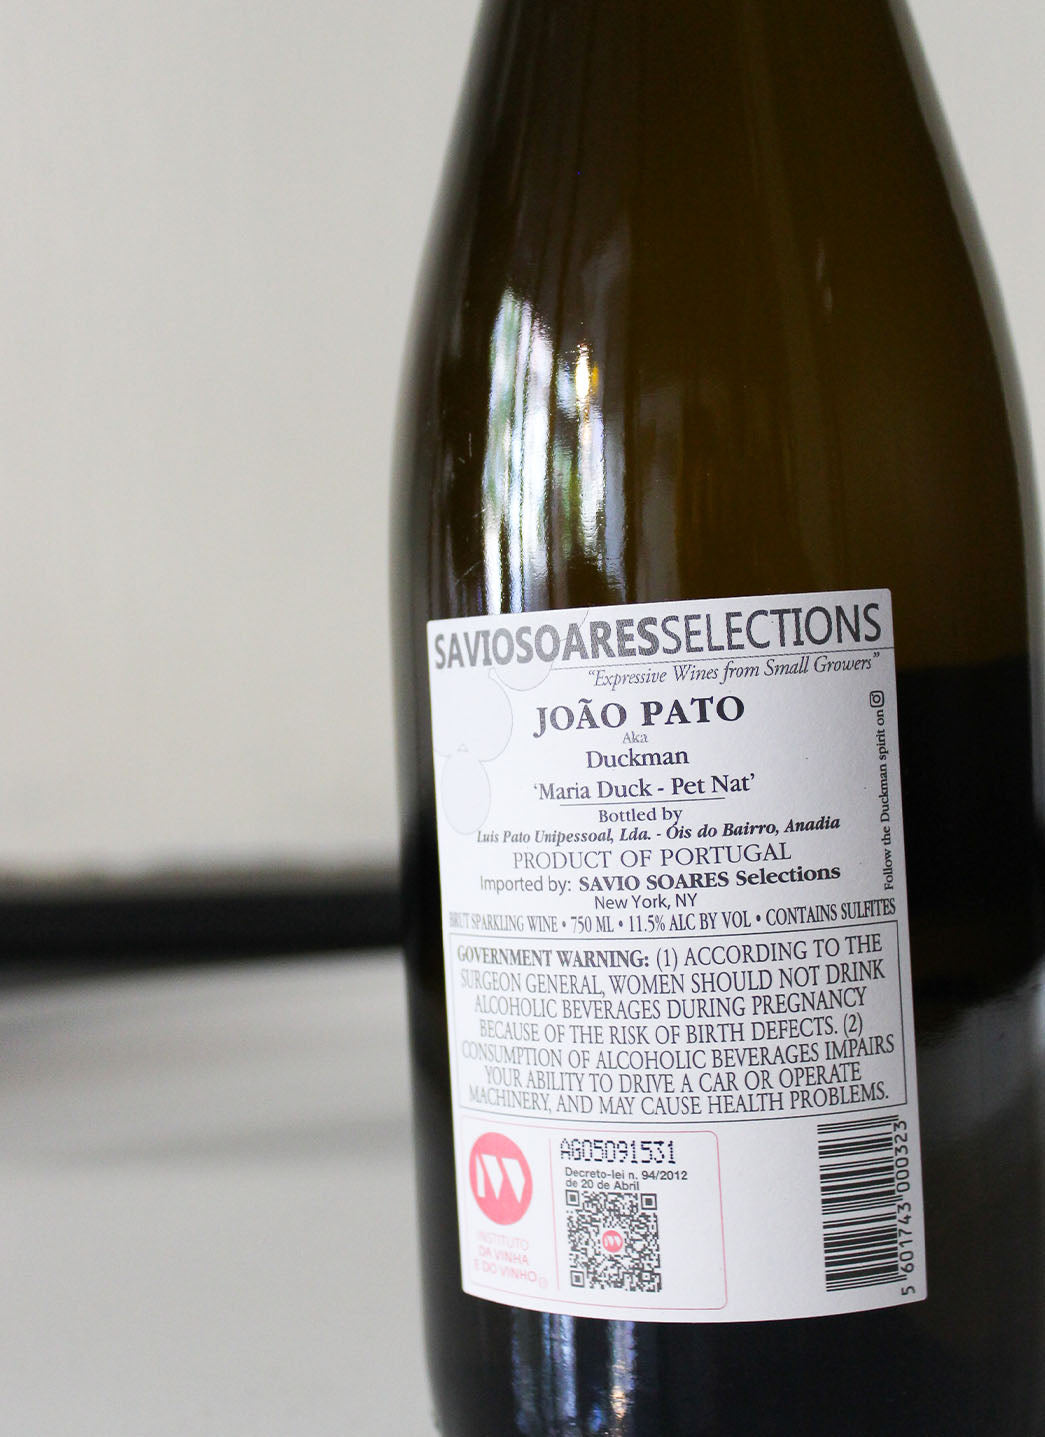 SAVIOSOARESSELECTIONS
“Expressive Wines from Small Growers”
JOÃO PATO
Aka
Duckman
‘Maria Duck - Pet Nat’
Bottled by
Luis Pato Unipessoal, Lda. - Óis do Bairro, Anadia
PRODUCT OF PORTUGAL
Imported by: SAVIO SOARES Selections
New York, NY
BRUT SPARKLING WINE • 750 ML • 11.5% ALC BY VOL • CONTAINS SULFITES
Follow the Duckman spirit on
GOVERNMENT WARNING: (1) ACCORDING TO THE
SURGEON GENERAL, WOMEN SHOULD NOT DRINK
ALCOHOLIC BEVERAGES DURING PREGNANCY
BECAUSE OF THE RISK OF BIRTH DEFECTS. (2)
CONSUMPTION OF ALCOHOLIC BEVERAGES IMPAIRS
YOUR ABILITY TO DRIVE A CAR OR OPERATE
MACHINERY, AND MAY CAUSE HEALTH PROBLEMS.
AG05091531
Decreto-lei n. 94/2012
de 20 de Abril
INSTITUTO
DA VINHA
E DO VINHO
5 601743 000323